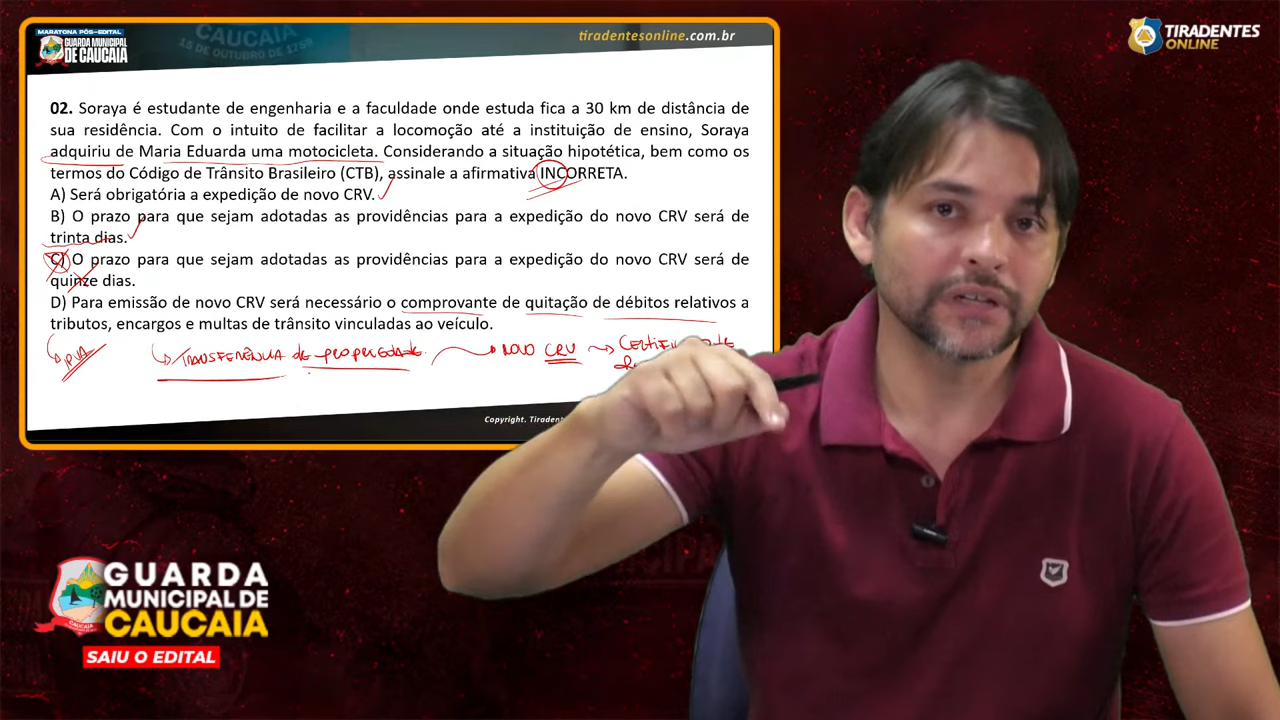 MARATONA PÓS-EDITAL
GUARDA MUNICIPAL
DE CAUCAIA
CAUCAIA
15 DE OUTUBRO DE 1759
tiradentesonline.com.br
TIRADENTES
ONLINE
02. Soraya é estudante de engenharia e a faculdade onde estuda fica a 30 km de distância de
sua residência. Com o intuito de facilitar a locomoção até a instituição de ensino, Soraya
adquiriu de Maria Eduarda uma motocicleta. Considerando a situação hipotética, bem como os
termos do Código de Trânsito Brasileiro (CTB), assinale a afirmativa INCORRETA.
A) Será obrigatória a expedição de novo CRV.
B) O prazo para que sejam adotadas as providências para a expedição do novo CRV será de
trinta dias.
C) O prazo para que sejam adotadas as providências para a expedição do novo CRV será de
quinze dias.
D) Para emissão de novo CRV será necessário o comprovante de quitação de débitos relativos a
tributos, encargos e multas de trânsito vinculadas ao veículo.
TRANSFERÊNCIA de PROPRIEDADE NOVO CRV
Copyright.
GUARDA
MUNICIPAL DE
CAUCAIA
SAIU O EDITAL